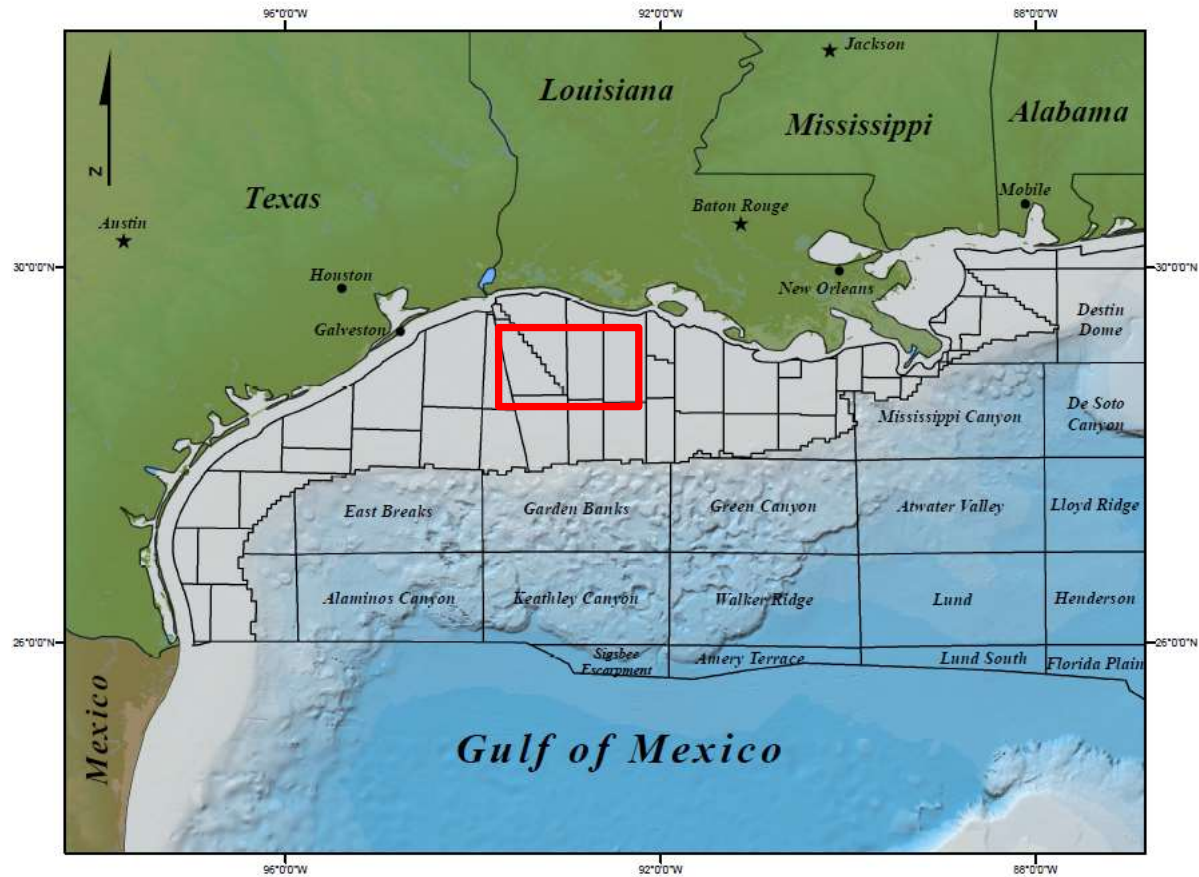 96°0'0"W
92°0'0"W
88°0'0"W
Jackson
Louisiana
Mississippi
Alabama
N
Texas
Mobile
Austin
Baton Rouge
30°0'0"N
30°0'0"N
Houston
New Orleans
Galveston
Destin
Dome
Mississippi Canyon
De Soto
Canyon
East Breaks
Garden Banks
Green Canyon
Atwater Valley
Lloyd Ridge
Alaminos Canyon
Keathley Canyon
Walker Ridge
Lund
Henderson
26°0'0"N
26°0'0"N
Sigsbee
Escarpment
Amery Terrace
Lund South
Florida Plain
Mexico
Gulf of Mexico
96°0'0"W
92°0'0"W
88°0'0"W